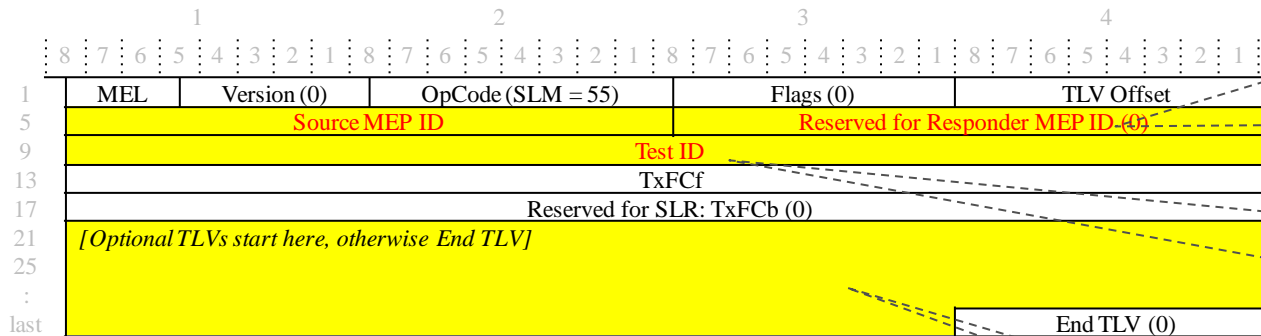 1 2 3 4
8 7 6 5 4 3 2 1 8 7 6 5 4 3 2 1 8 7 6 5 4 3 2 1 8 7 6 5 4 3 2 1
1 MEL Version (0) OpCode (SLM = 55) Flags (0) TLV Offset
5 Source MEP ID Reserved for Responder MEP ID (0)
9 Test ID
13 TxFCf
17 Reserved for SLR: TxFCb (0)
21 [Optional TLVs start here, otherwise End TLV]
25
:
last End TLV (0)